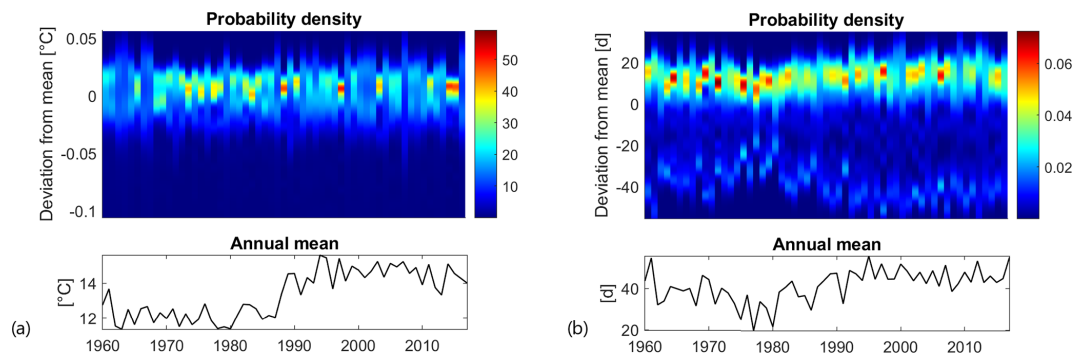 Probability density
0.05
0
-0.05
-0.1
Deviation from mean [°C]
50
40
30
20
10
Annual mean
14
12
[°C]
1960 1970 1980 1990 2000 2010
(a)
Probability density
20
0
-20
-40
Deviation from mean [d]
0.06
0.04
0.02
Annual mean
40
20
[d]
1960 1970 1980 1990 2000 2010
(b)